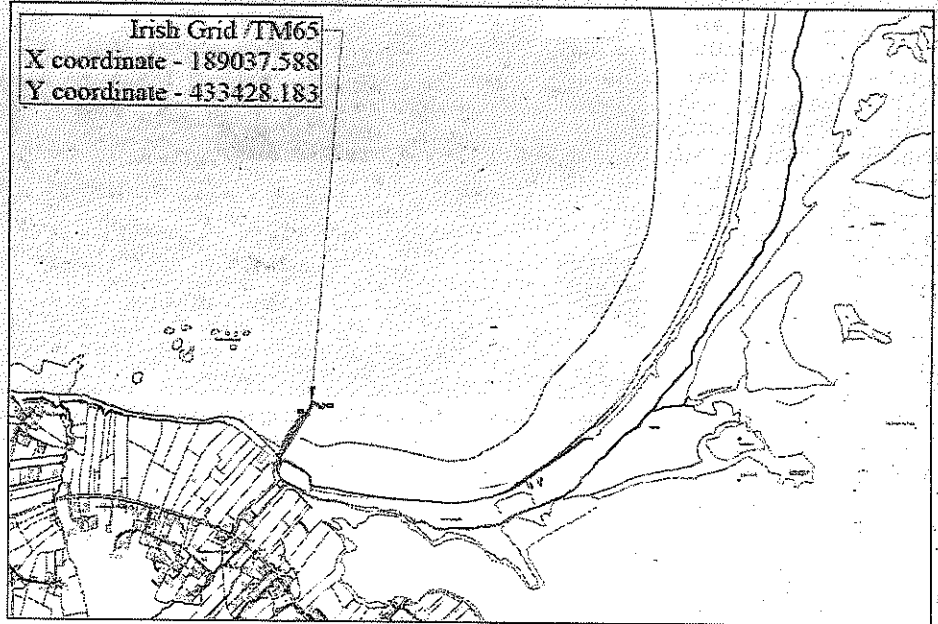 Irish Grid /TM65
X coordinate - 189037.588
Y coordinate - 433428.183